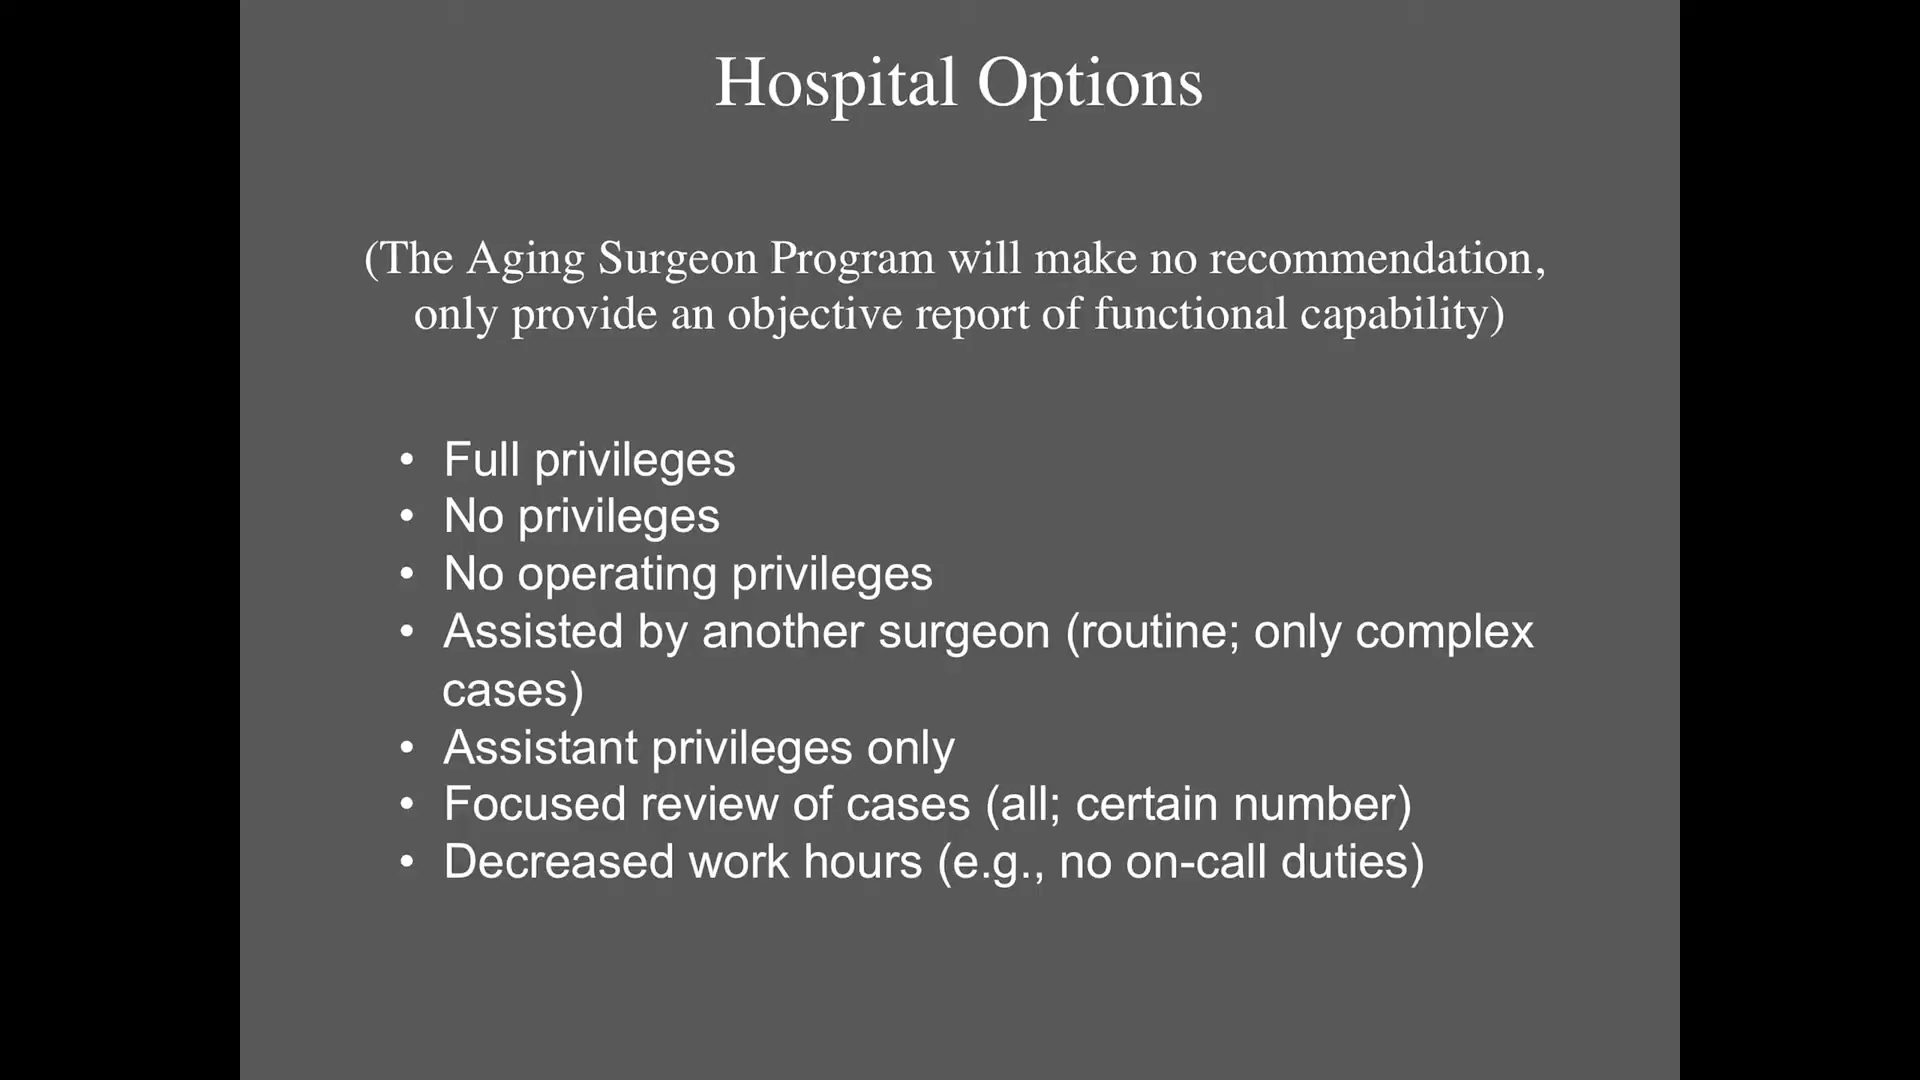 Hospital Options
(The Aging Surgeon Program will make no recommendation,
only provide an objective report of functional capability)
• Full privileges
• No privileges
• No operating privileges
• Assisted by another surgeon (routine; only complex
cases)
• Assistant privileges only
• Focused review of cases (all; certain number)
• Decreased work hours (e.g., no on-call duties)